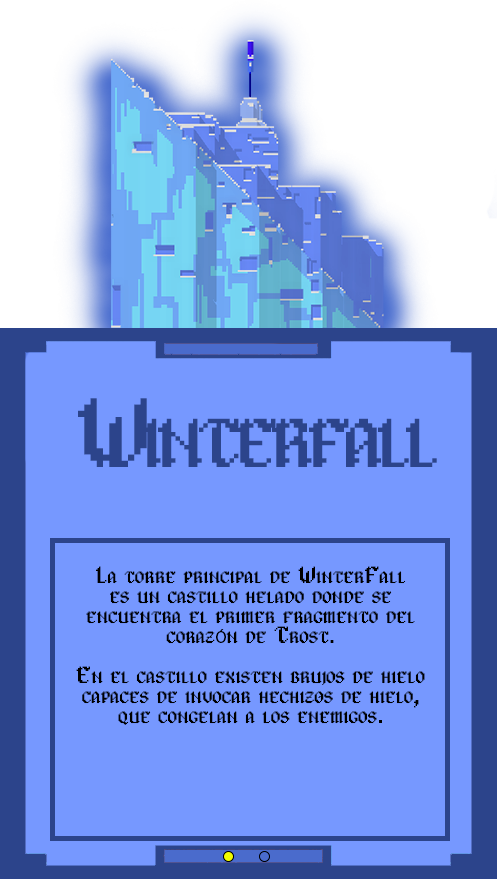 Winterfall
La torre principal de WinterFall
es un castillo helado donde se
encuentra el primer fragmento del
corazón de Trost.
En el castillo existen brujos de hielo
capaces de invocar hechizos de hielo,
que congelan a los enemigos.